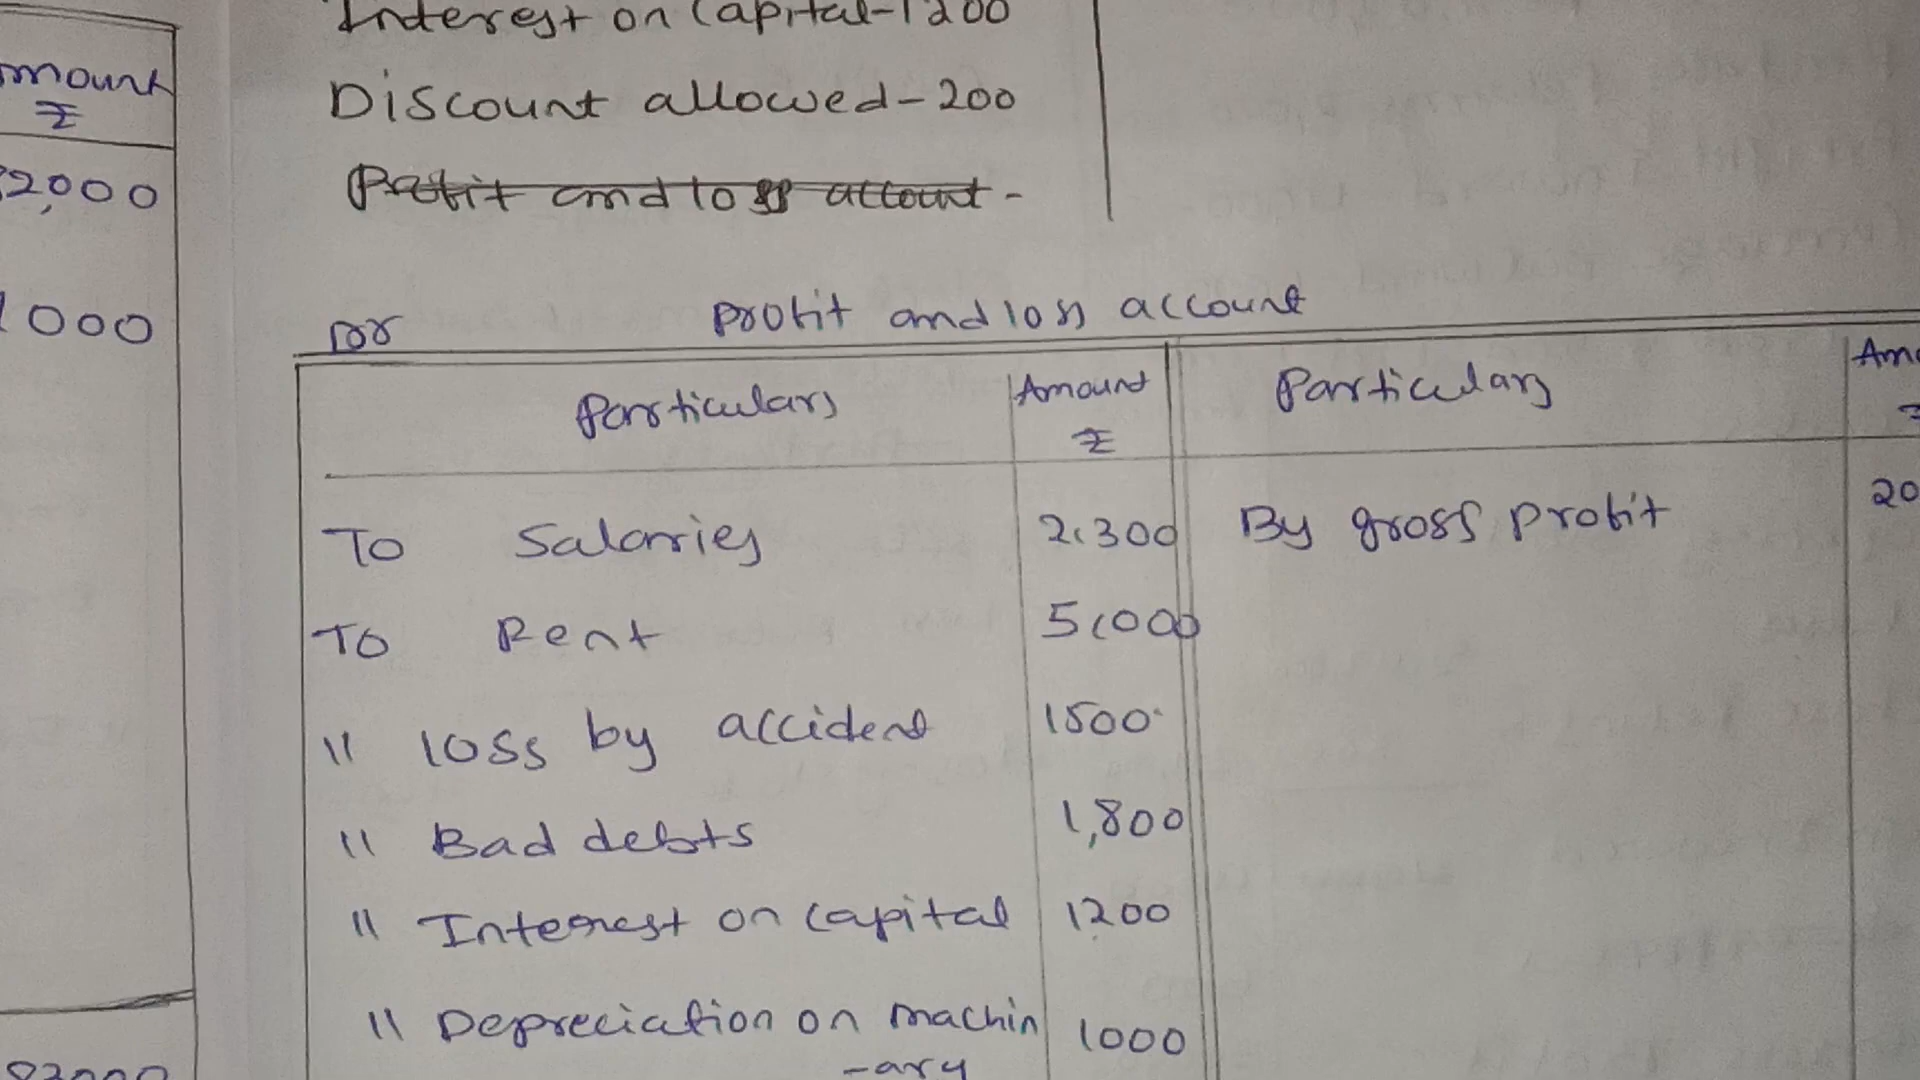 Interest on Capital-1200
Discount allowed-200
Profit and loss account-
mount
₹
2,000
1000
Dr
Profit and loss account
Particulars Amount Particulars Amo
₹
To Salaries 2,300 By gross profit 20
To Rent 5,000
" loss by accident 1500
" Bad debts 1,800
" Interest on capital 1200
" Depreciation on machin 1000
-ary